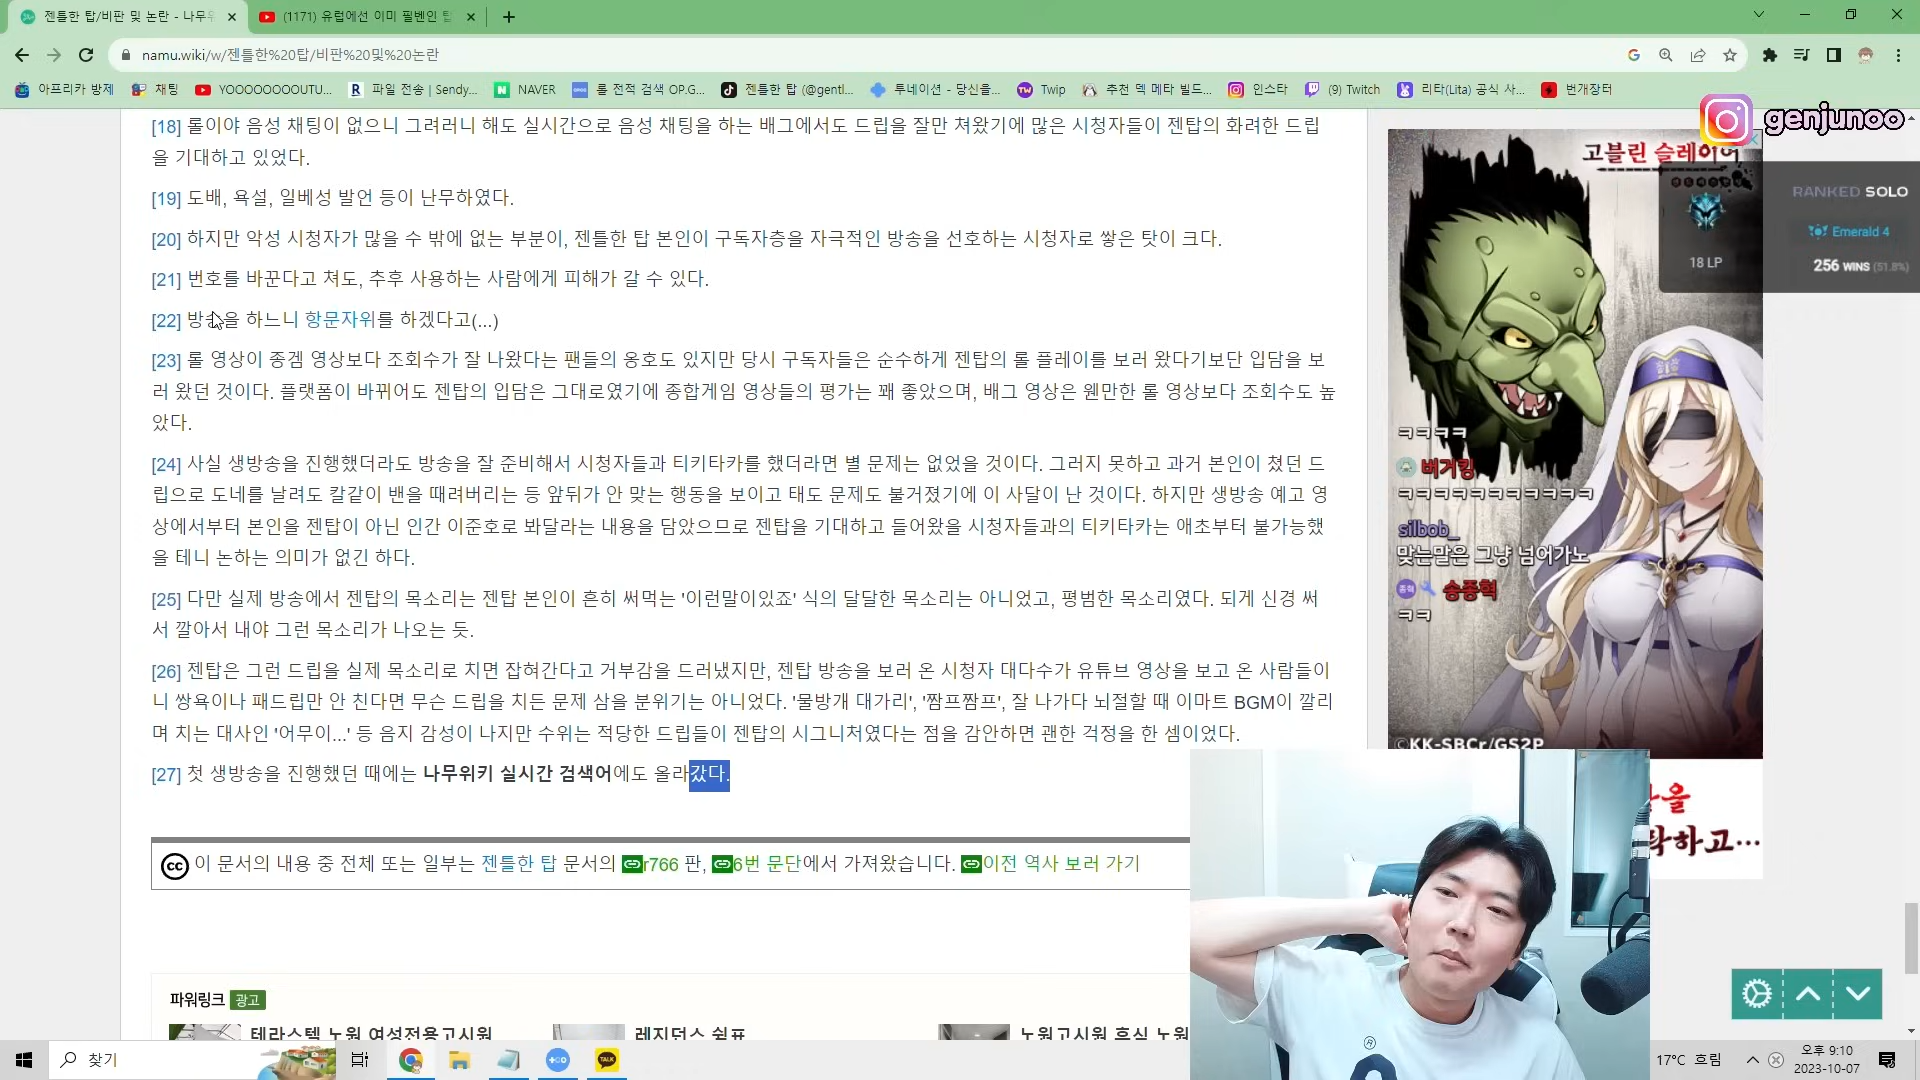 젠틀한 탑/비판 및 논란 - 나무위
(1171) 유럽에선 이미 필벤인 탑
namu.wiki/w/젠틀한%20탑/비판%20및%20논란
아프리카 방제
채팅
YOOOOOOOOUTU...
파일 전송 | Sendy...
NAVER
롤 전적 검색 OP.G...
젠틀한 탑 (@gentl...
투네이션 - 당신을...
Twip
추천 덱 메타 빌드...
인스타
(9) Twitch
리타(Lita) 공식 사...
번개장터
genjunoo
[18] 롤이야 음성 채팅이 없으니 그려러니 해도 실시간으로 음성 채팅을 하는 배그에서도 드립을 잘만 쳐왔기에 많은 시청자들이 젠탑의 화려한 드립
을 기대하고 있었다.
[19] 도배, 욕설, 일베성 발언 등이 난무하였다.
[20] 하지만 악성 시청자가 많을 수 밖에 없는 부분이, 젠틀한 탑 본인이 구독자층을 자극적인 방송을 선호하는 시청자로 쌓은 탓이 크다.
[21] 번호를 바꾼다고 쳐도, 추후 사용하는 사람에게 피해가 갈 수 있다.
[22] 방송을 하느니 항문자위를 하겠다고(...)
[23] 롤 영상이 종겜 영상보다 조회수가 잘 나왔다는 팬들의 옹호도 있지만 당시 구독자들은 순수하게 젠탑의 롤 플레이를 보러 왔다기보단 입담을 보
러 왔던 것이다. 플랫폼이 바뀌어도 젠탑의 입담은 그대로였기에 종합게임 영상들의 평가는 꽤 좋았으며, 배그 영상은 웬만한 롤 영상보다 조회수도 높
았다.
[24] 사실 생방송을 진행했더라도 방송을 잘 준비해서 시청자들과 티키타카를 했더라면 별 문제는 없었을 것이다. 그러지 못하고 과거 본인이 쳤던 드
립으로 도네를 날려도 칼같이 밴을 때려버리는 등 앞뒤가 안 맞는 행동을 보이고 태도 문제도 불거졌기에 이 사달이 난 것이다. 하지만 생방송 예고 영
상에서부터 본인을 젠탑이 아닌 인간 이준호로 봐달라는 내용을 담았으므로 젠탑을 기대하고 들어왔을 시청자들과의 티키타카는 애초부터 불가능했
을 테니 논하는 의미가 없긴 하다.
[25] 다만 실제 방송에서 젠탑의 목소리는 젠탑 본인이 흔히 써먹는 '이런말이있죠' 식의 달달한 목소리는 아니었고, 평범한 목소리였다. 되게 신경 써
서 깔아서 내야 그런 목소리가 나오는 듯.
[26] 젠탑은 그런 드립을 실제 목소리로 치면 잡혀간다고 거부감을 드러냈지만, 젠탑 방송을 보러 온 시청자 대다수가 유튜브 영상을 보고 온 사람들이
니 쌍욕이나 패드립만 안 친다면 무슨 드립을 치든 문제 삼을 분위기는 아니었다. '물방개 대가리', '짬프짬프', 잘 나가다 뇌절할 때 이마트 BGM이 깔리
며 치는 대사인 '어무이...' 등 음지 감성이 나지만 수위는 적당한 드립들이 젠탑의 시그니처였다는 점을 감안하면 괜한 걱정을 한 셈이었다.
[27] 첫 생방송을 진행했던 때에는 나무위키 실시간 검색어에도 올라갔다.
cc 이 문서의 내용 중 전체 또는 일부는 젠틀한 탑 문서의 r766 판, 6번 문단에서 가져왔습니다. 이전 역사 보러 가기
파워링크 광고
테라스텔 노원 여성전용고시원
레지던스 쉼표
노원고시원 휴식 노원
고블린 슬레이어
RANKED SOLO
Emerald 4
18 LP
256 WINS (51.8%)
ㅋㅋㅋㅋ
버거킹
ㅋㅋㅋㅋㅋㅋㅋㅋㅋㅋㅋ
silbob_
맞는말은 그냥 넘어가노
종혁 송종혁
ㅋㅋ
©KK-SBCr/GS2P
을
탁하고...
찾기
TALK
17°C 흐림
오후 9:10
2023-10-07